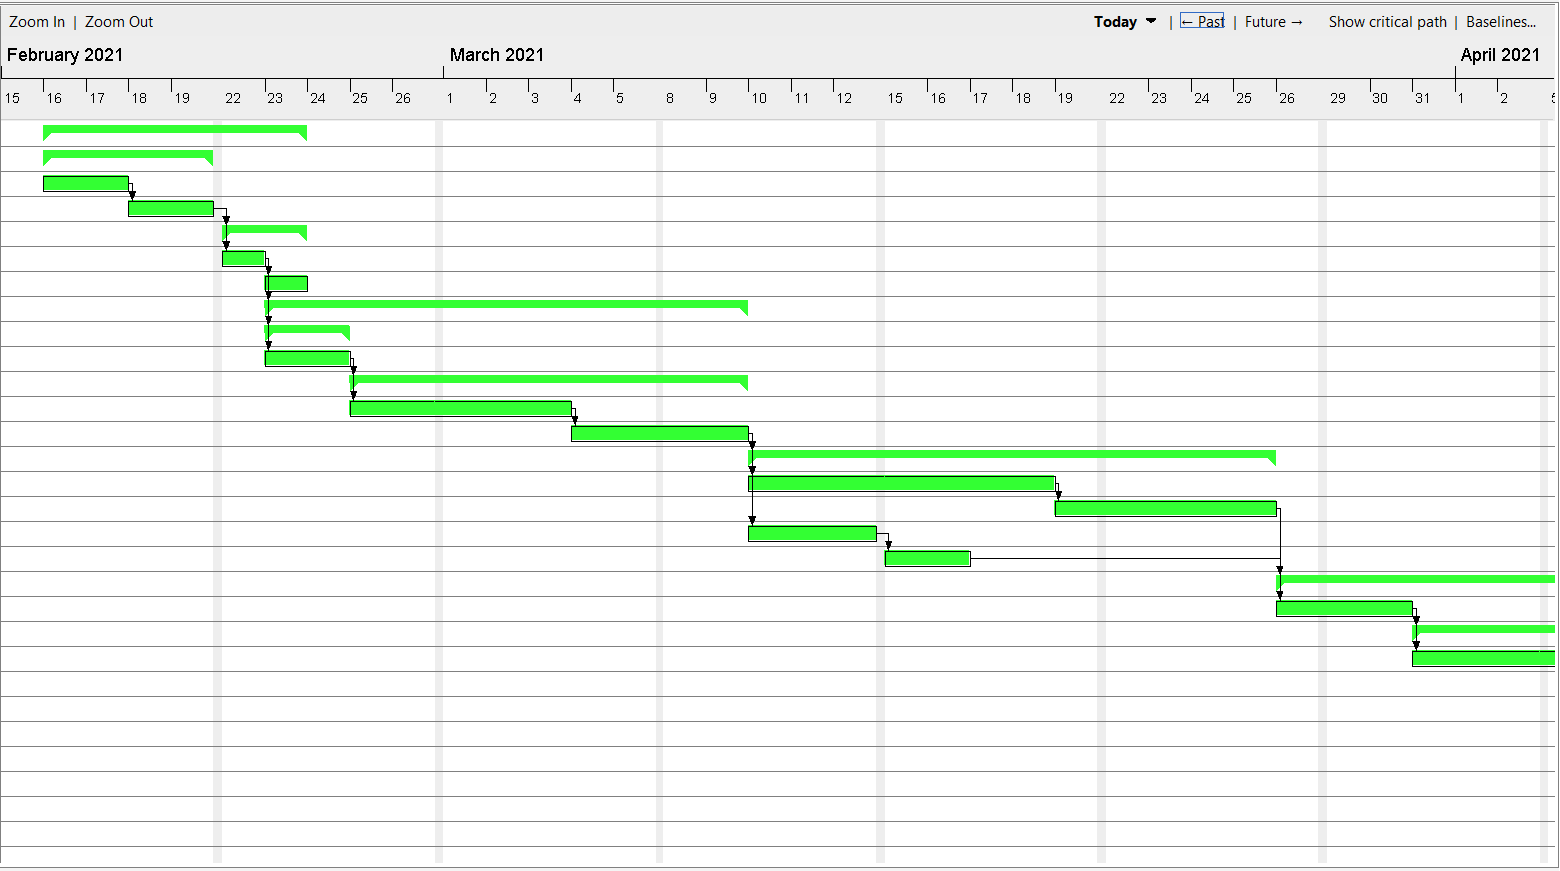 Zoom In | Zoom Out Today | ← Past | Future → Show critical path | Baselines...
February 2021 March 2021 April 2021
15 16 17 18 19 22 23 24 25 26 1 2 3 4 5 8 9 10 11 12 15 16 17 18 19 22 23 24 25 26 29 30 31 1 2